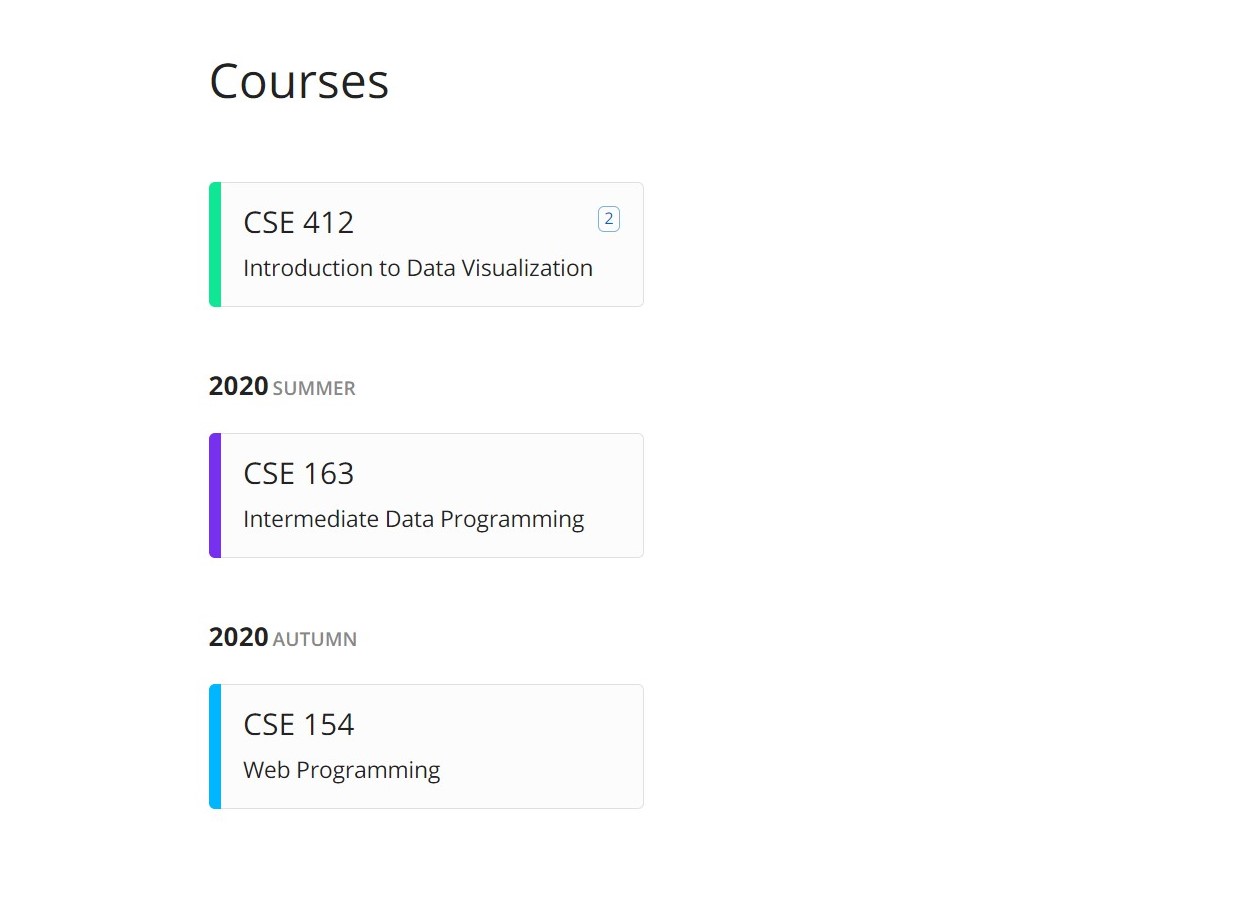 Courses
CSE 412
2
Introduction to Data Visualization
2020 SUMMER
CSE 163
Intermediate Data Programming
2020 AUTUMN
CSE 154
Web Programming